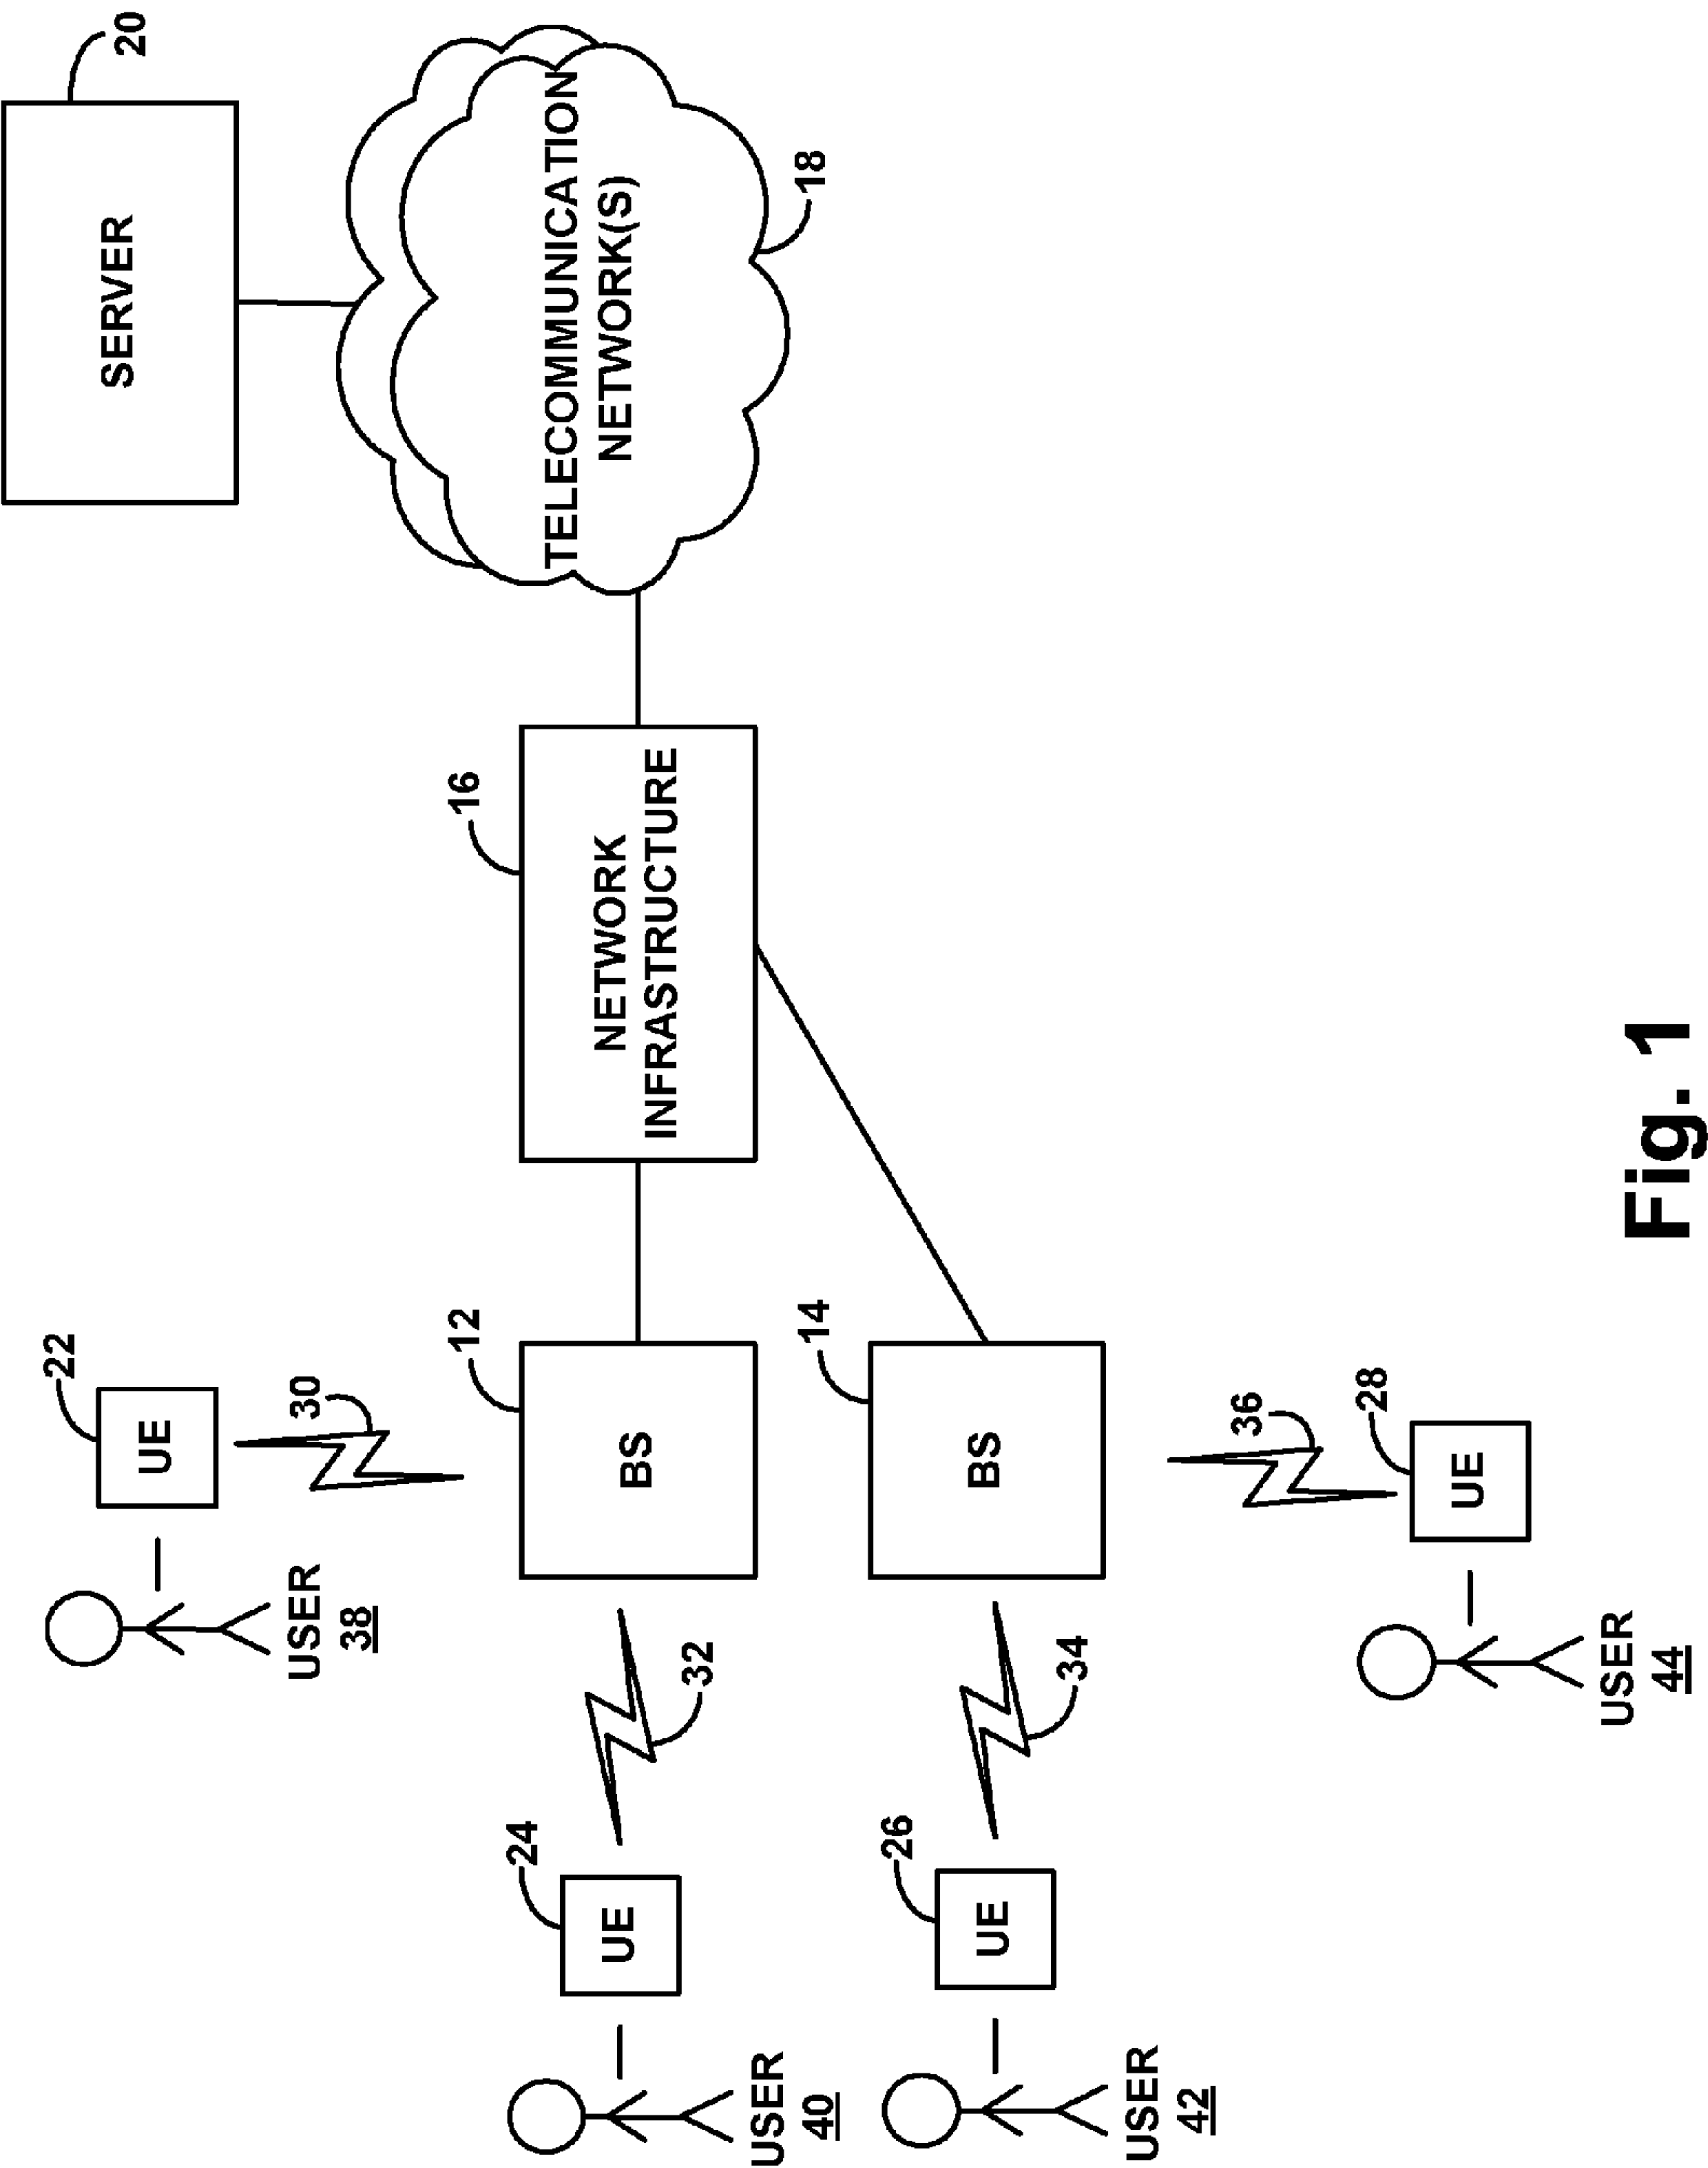 22
UE
30
USER
38
12
BS
24
UE
32
USER
40
14
BS
26
UE
34
USER
42
36
28
UE
USER
44
16
NETWORK
INFRASTRUCTURE
20
SERVER
TELECOMMUNICATION
NETWORK(S)
18
Fig. 1